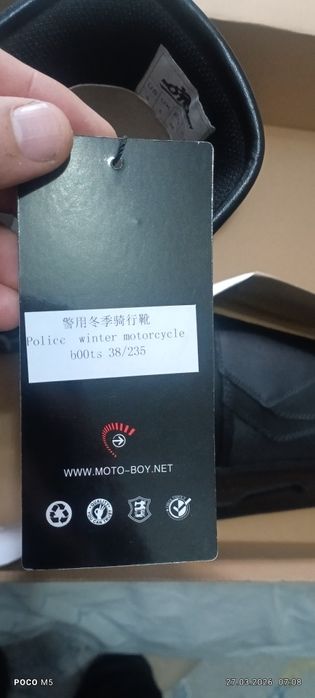 警用冬季骑行靴
Police winter motorcycle
b00ts 38/235
WWW.MOTO-BOY.NET
POCO M5
27.03.2026 07:08